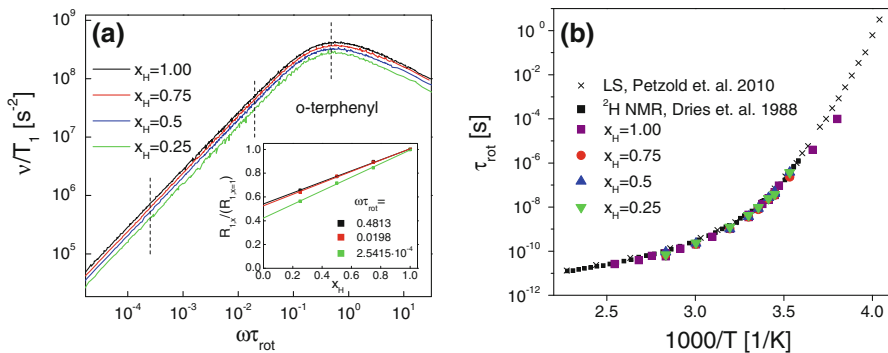 (a)
x_H=1.00
x_H=0.75
x_H=0.5
x_H=0.25
o-terphenyl
ν/T_1 [s^-2]
10^9
10^8
10^7
10^6
10^5
10^-4
10^-3
10^-2
10^-1
10^0
10^1
ωτ_rot
R_1,x/(R_1,x=1)
1.0
0.8
0.6
0.4
0.2
0.0
0.0
0.2
0.4
0.6
0.8
1.0
x_H
ωτ_rot=
0.4813
0.0198
2.5415·10^-4
(b)
LS, Petzold et. al. 2010
^2H NMR, Dries et. al. 1988
x_H=1.00
x_H=0.75
x_H=0.5
x_H=0.25
τ_rot [s]
10^0
10^-2
10^-4
10^-6
10^-8
10^-10
10^-12
2.5
3.0
3.5
4.0
1000/T [1/K]